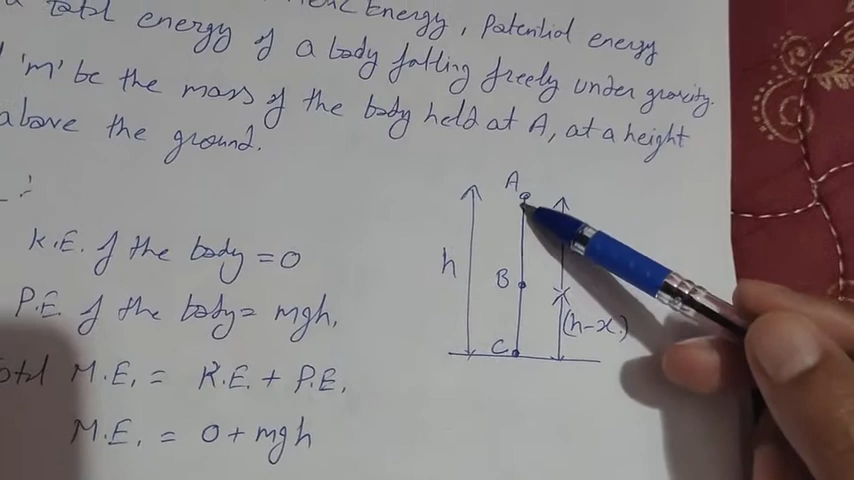 total energy of a body falling freely under gravity.
Energy, Potential energy
'm' be the mass of the body held at A, at a height
above the ground.
K.E. of the body = 0
P.E. of the body = mgh,
M.E. = K.E. + P.E.
M.E. = 0 + mgh
A
h
B
(h-x)
C